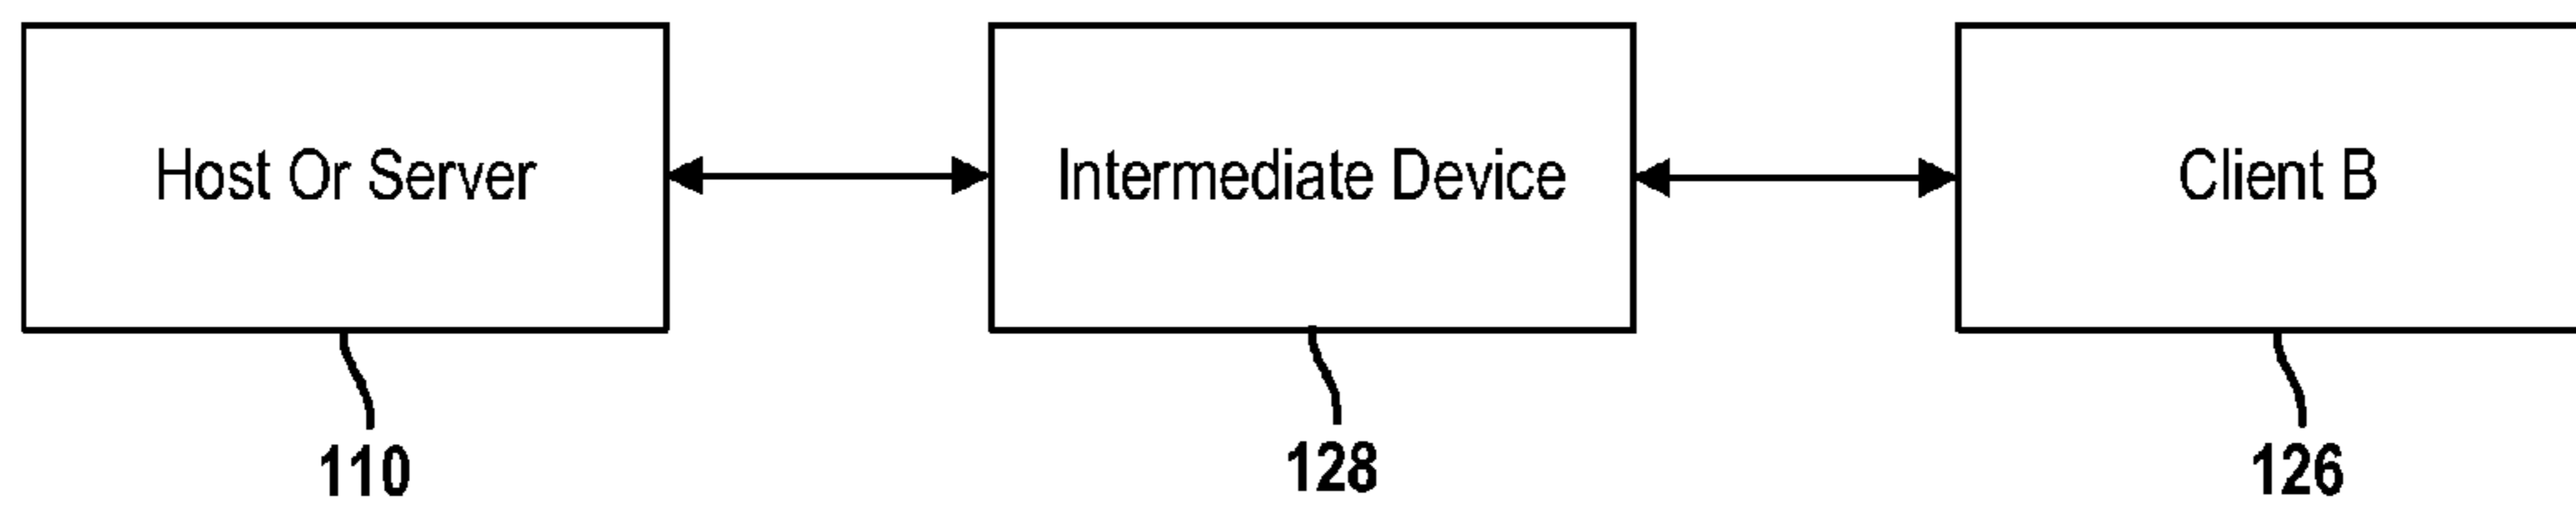 Host Or Server
Intermediate Device
Client B
110
128
126